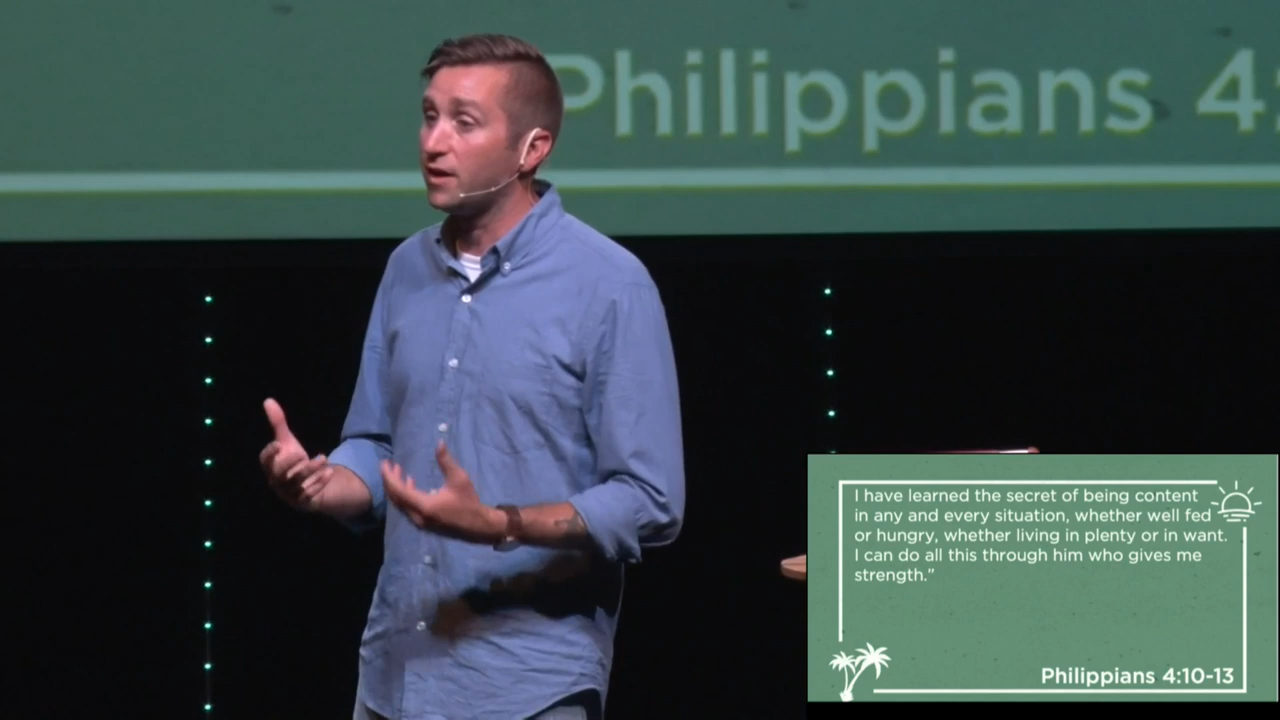 Philippians 4:
I have learned the secret of being content
in any and every situation, whether well fed
or hungry, whether living in plenty or in want.
I can do all this through him who gives me
strength.”
Philippians 4:10-13